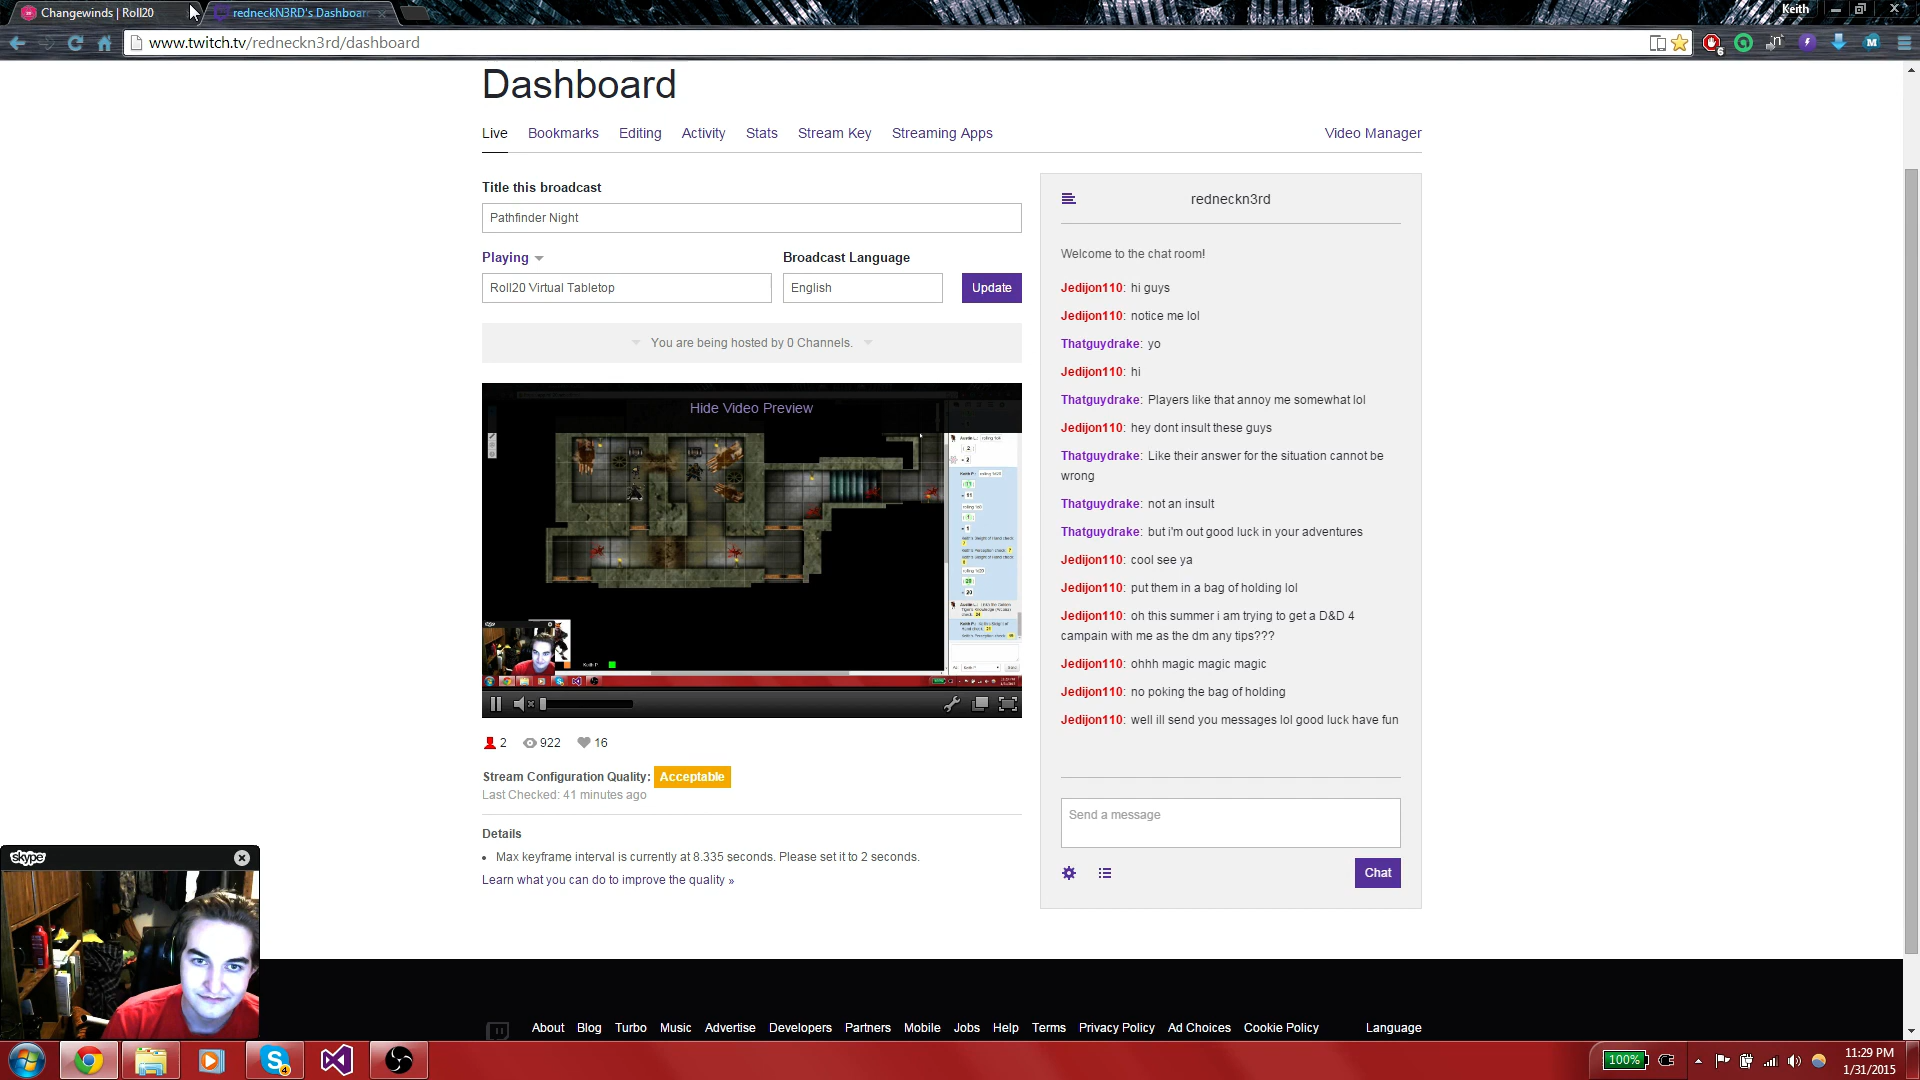 Changewinds | Roll20
redneckN3RD's Dashboar
Keith
www.twitch.tv/redneckn3rd/dashboard
6
Dashboard
Live Bookmarks Editing Activity Stats Stream Key Streaming Apps Video Manager
Title this broadcast
Pathfinder Night
Playing
Broadcast Language
Roll20 Virtual Tabletop
English
Update
You are being hosted by 0 Channels.
Hide Video Preview
Keith P
2 922 16
Stream Configuration Quality: Acceptable
Last Checked: 41 minutes ago
Details
• Max keyframe interval is currently at 8.335 seconds. Please set it to 2 seconds.
Learn what you can do to improve the quality »
redneckn3rd
Welcome to the chat room!
Jedijon110: hi guys
Jedijon110: notice me lol
Thatguydrake: yo
Jedijon110: hi
Thatguydrake: Players like that annoy me somewhat lol
Jedijon110: hey dont insult these guys
Thatguydrake: Like their answer for the situation cannot be
wrong
Thatguydrake: not an insult
Thatguydrake: but i'm out good luck in your adventures
Jedijon110: cool see ya
Jedijon110: put them in a bag of holding lol
Jedijon110: oh this summer i am trying to get a D&D 4
campain with me as the dm any tips???
Jedijon110: ohhh magic magic magic
Jedijon110: no poking the bag of holding
Jedijon110: well ill send you messages lol good luck have fun
Send a message
Chat
skype
About Blog Turbo Music Advertise Developers Partners Mobile Jobs Help Terms Privacy Policy Ad Choices Cookie Policy Language
4
100%
11:29 PM
1/31/2015